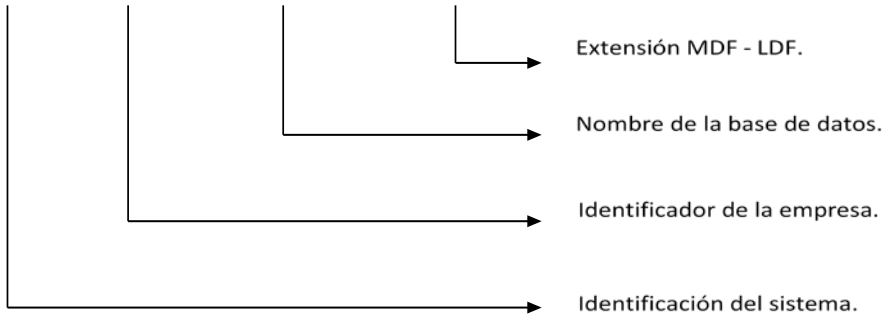 Extensión MDF - LDF.
Nombre de la base de datos.
Identificador de la empresa.
Identificación del sistema.